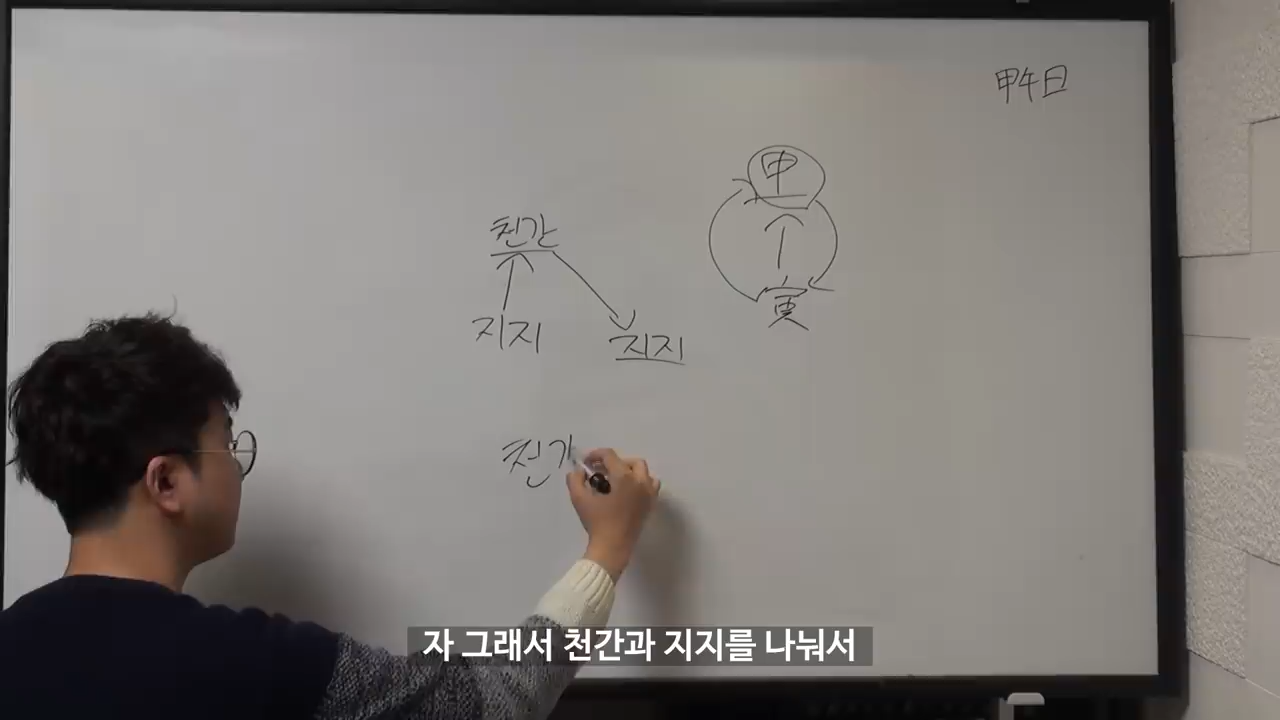 甲午日
甲
천간
寅
지지 지지
천가
자 그래서 천간과 지지를 나눠서